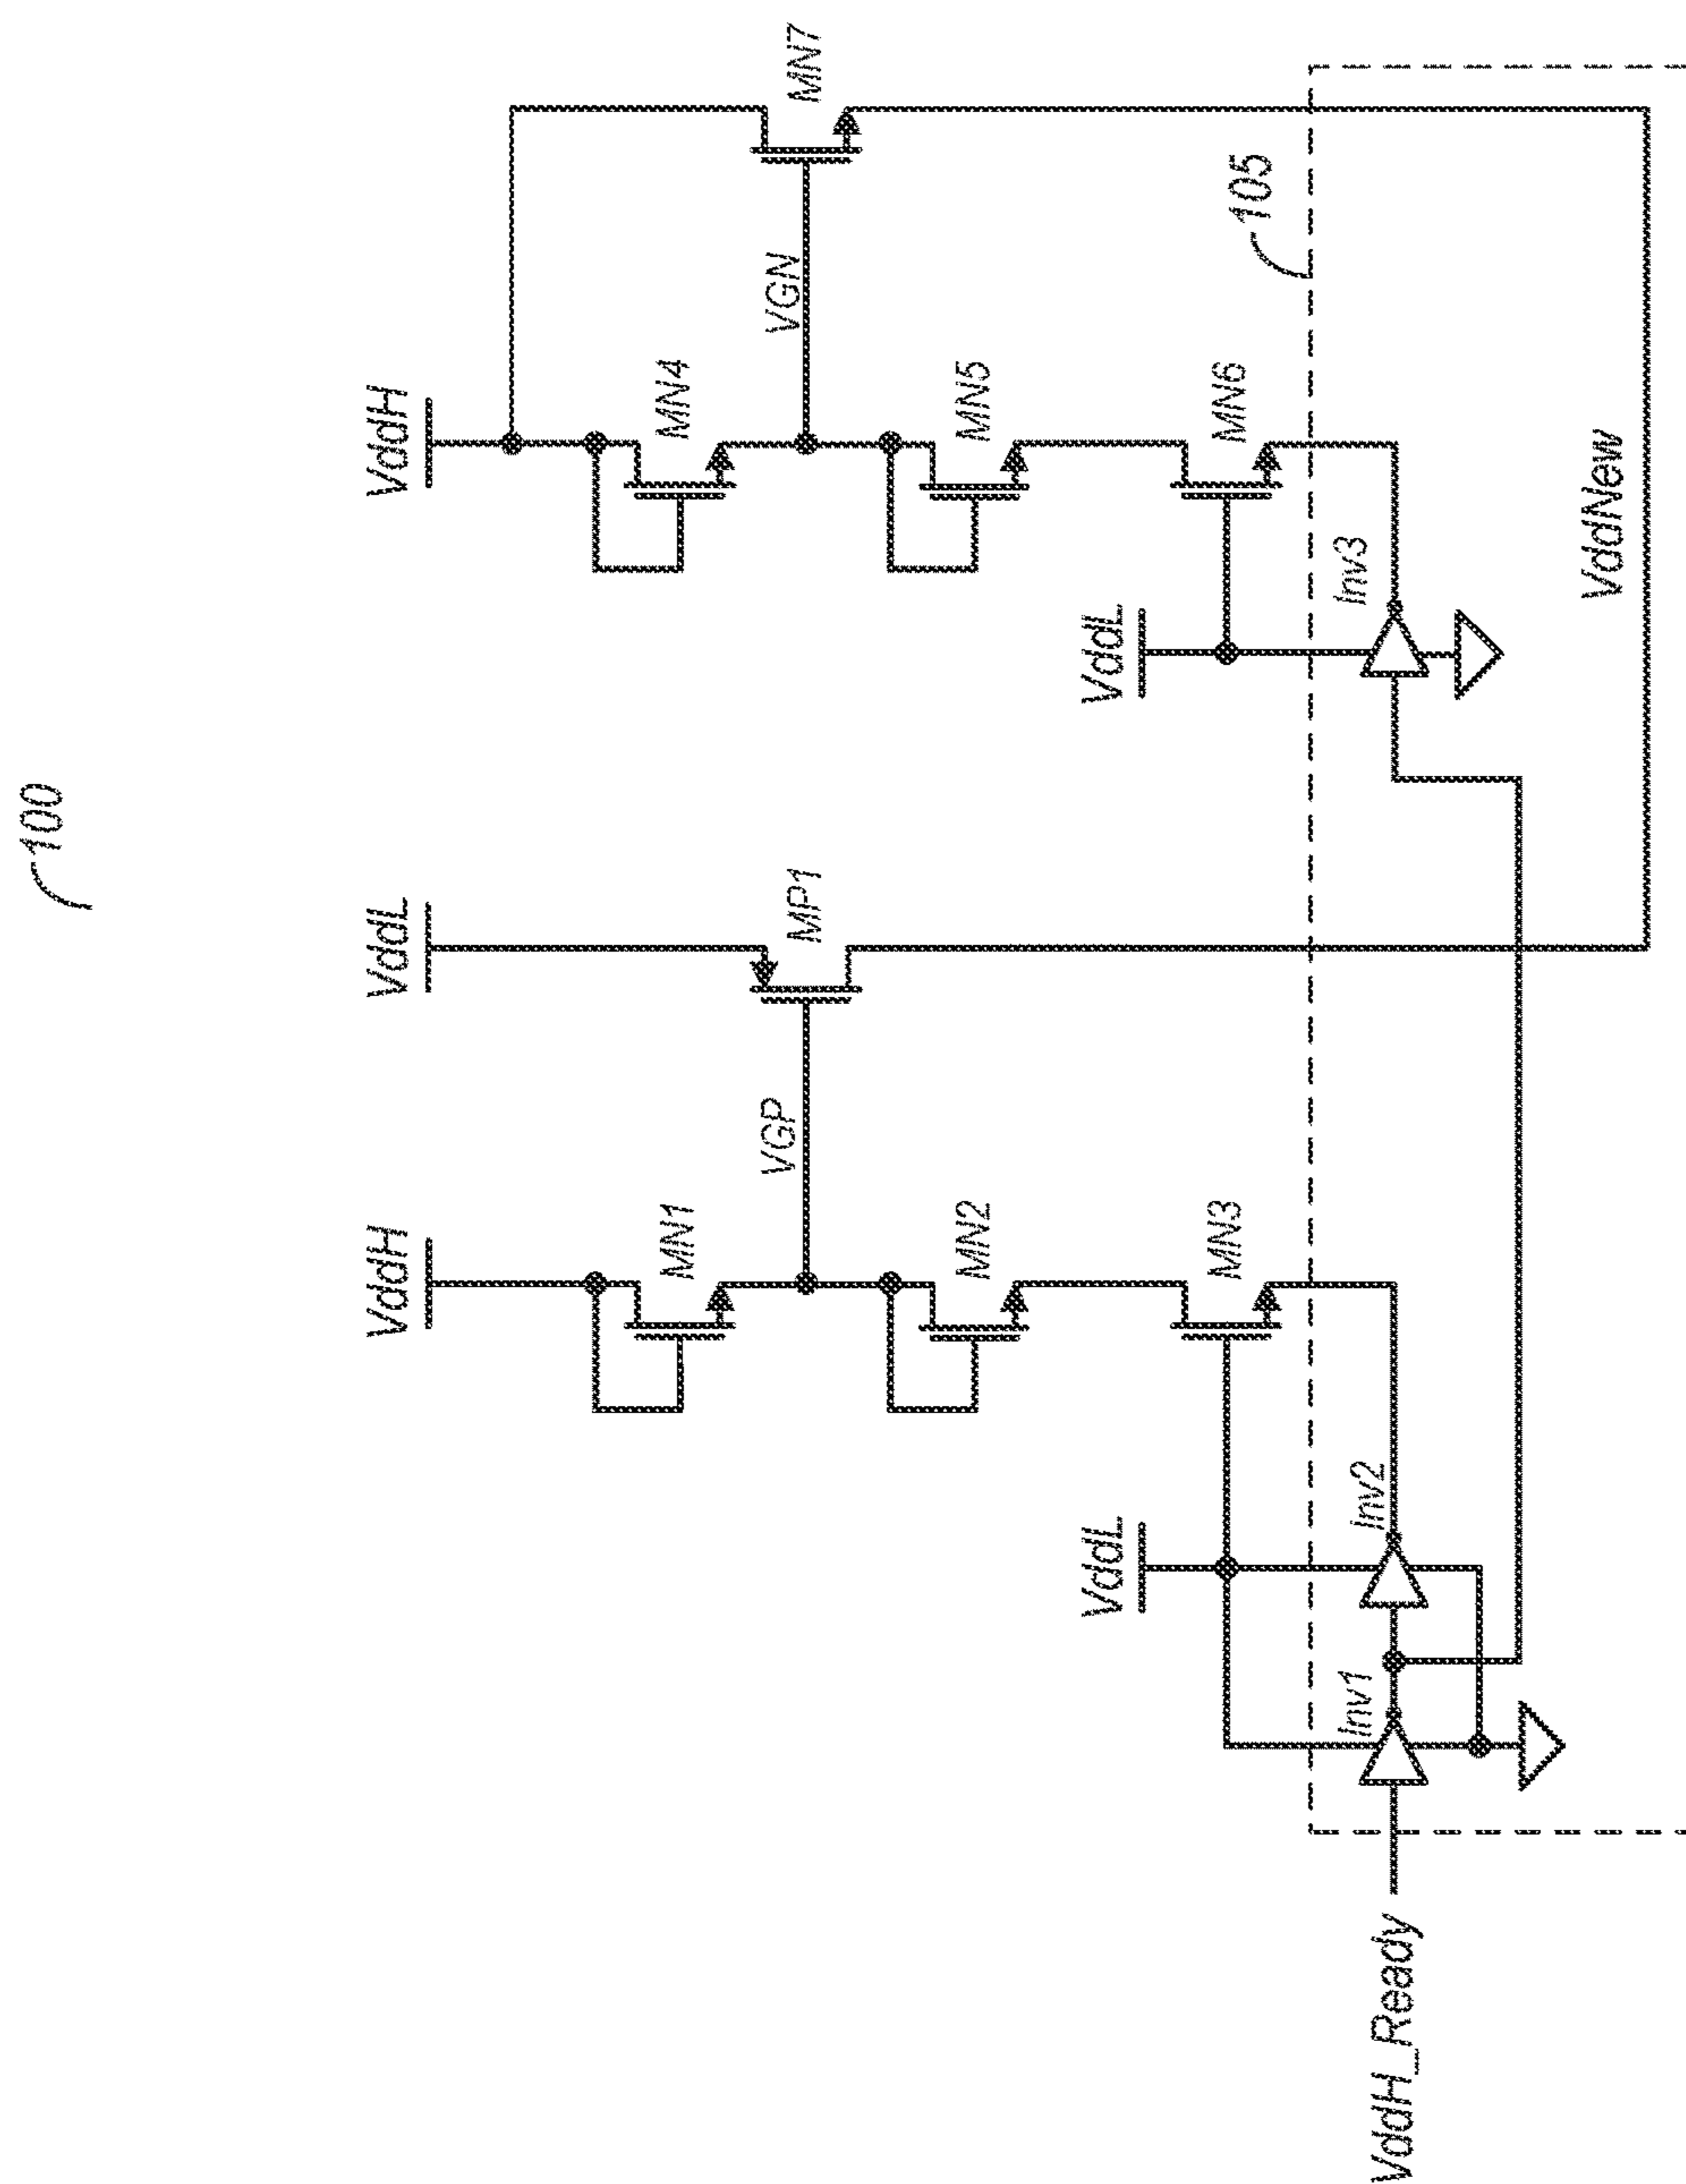 100
VddH
VddL
VddH
MN1
MP1
MN4
MN7
VGP
VGN
MN2
MN5
VddL
VddL
MN3
MN6
105
Inv1
Inv2
Inv3
VddH_Ready
VddNew